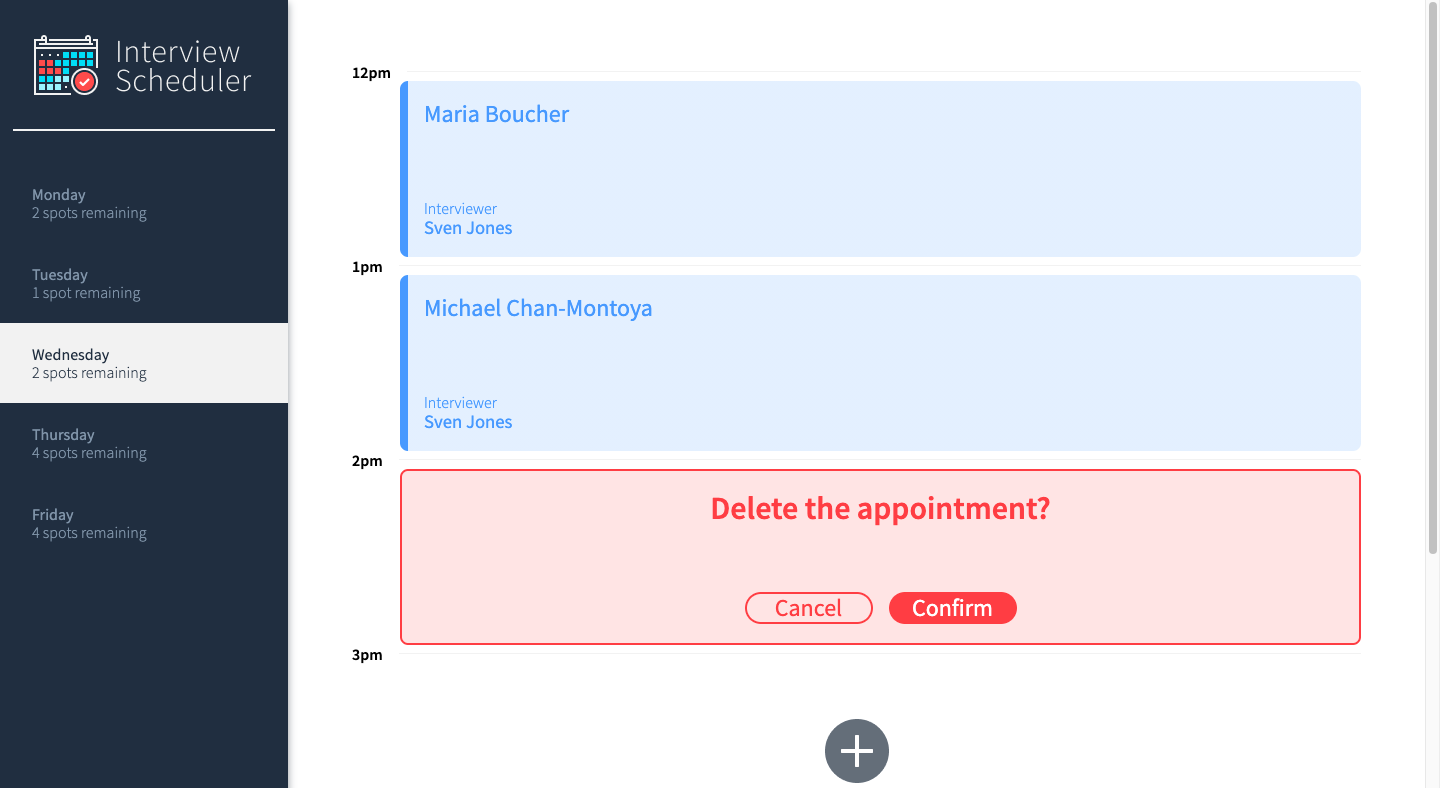 Interview
Scheduler
Monday
2 spots remaining
Tuesday
1 spot remaining
Wednesday
2 spots remaining
Thursday
4 spots remaining
Friday
4 spots remaining
12pm
Maria Boucher
Interviewer
Sven Jones
1pm
Michael Chan-Montoya
Interviewer
Sven Jones
2pm
Delete the appointment?
Cancel Confirm
3pm